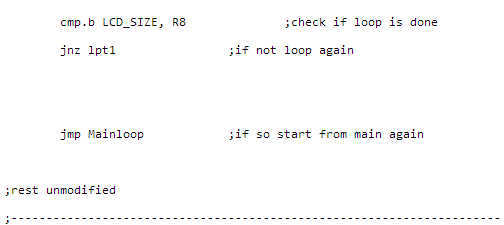 cmp.b LCD_SIZE, R8 ;check if loop is done
jnz lpt1 ;if not loop again
jmp Mainloop ;if so start from main again
;rest unmodified
;-----------------------------------------------------------------------